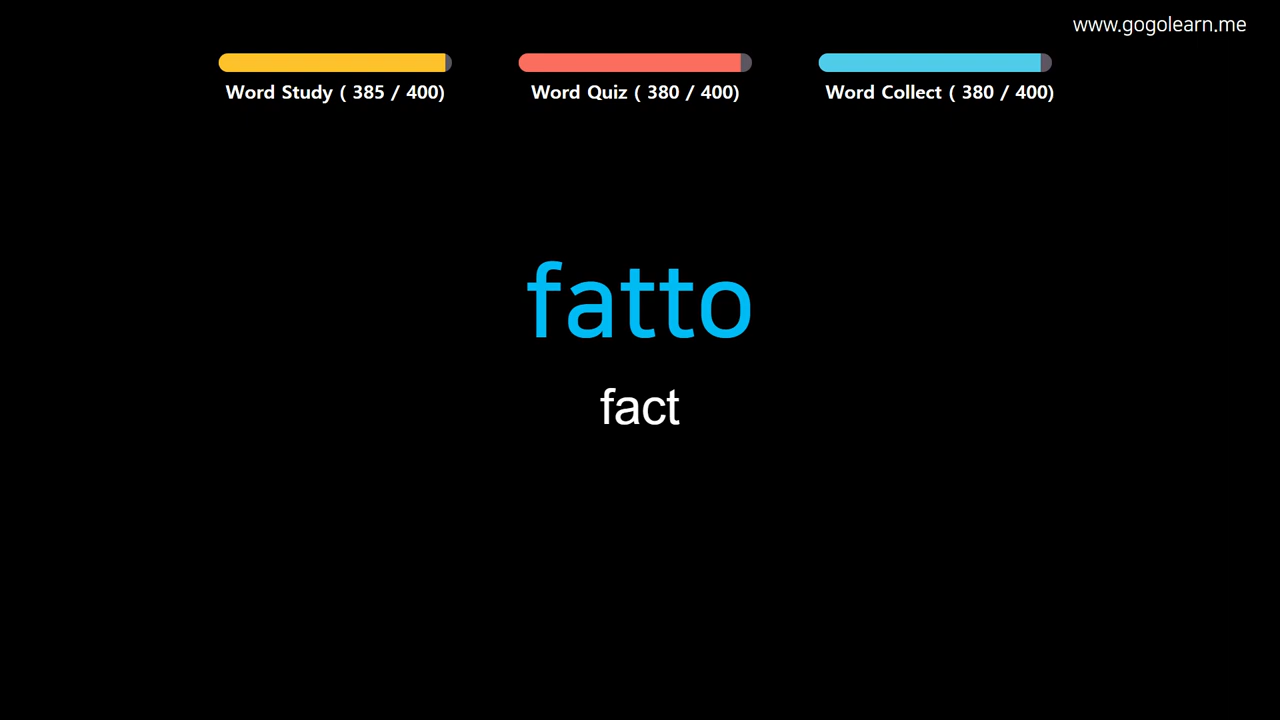 www.gogolearn.me
Word Study ( 385 / 400)
Word Quiz ( 380 / 400)
Word Collect ( 380 / 400)
fatto
fact